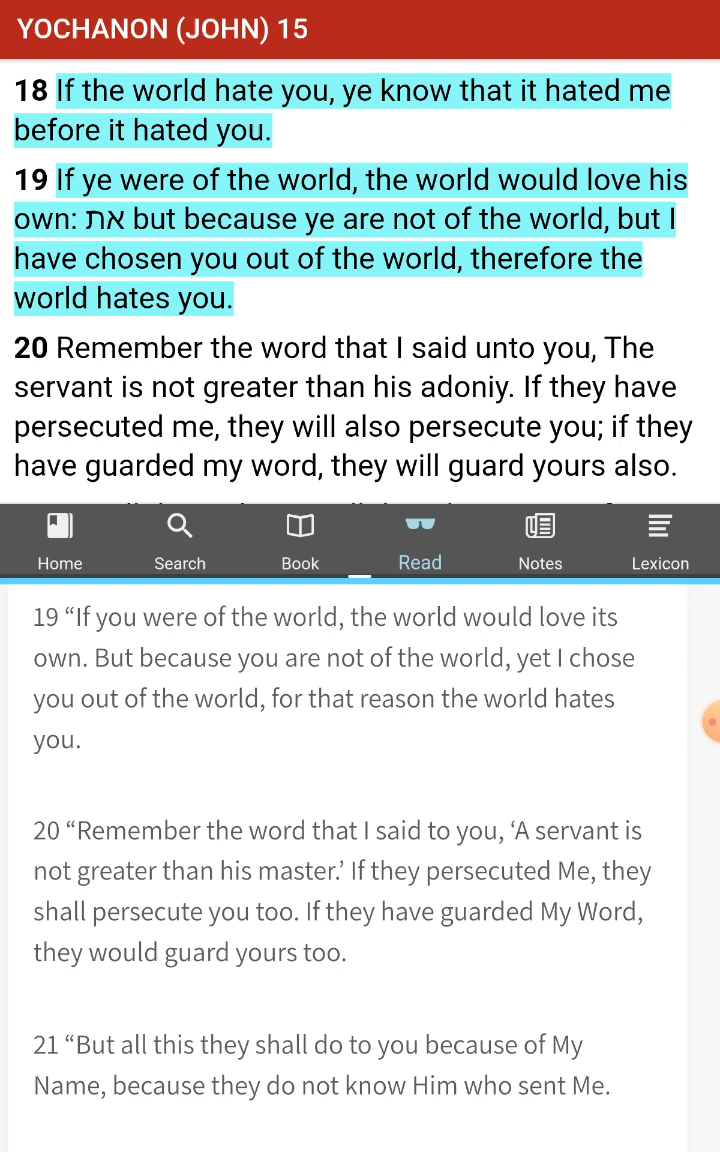 YOCHANON (JOHN) 15
18 If the world hate you, ye know that it hated me
before it hated you.
19 If ye were of the world, the world would love his
own: את but because ye are not of the world, but I
have chosen you out of the world, therefore the
world hates you.
20 Remember the word that I said unto you, The
servant is not greater than his adoniy. If they have
persecuted me, they will also persecute you; if they
have guarded my word, they will guard yours also.
Home Search Book Read Notes Lexicon
19 “If you were of the world, the world would love its
own. But because you are not of the world, yet I chose
you out of the world, for that reason the world hates
you.
20 “Remember the word that I said to you, ‘A servant is
not greater than his master.’ If they persecuted Me, they
shall persecute you too. If they have guarded My Word,
they would guard yours too.
21 “But all this they shall do to you because of My
Name, because they do not know Him who sent Me.